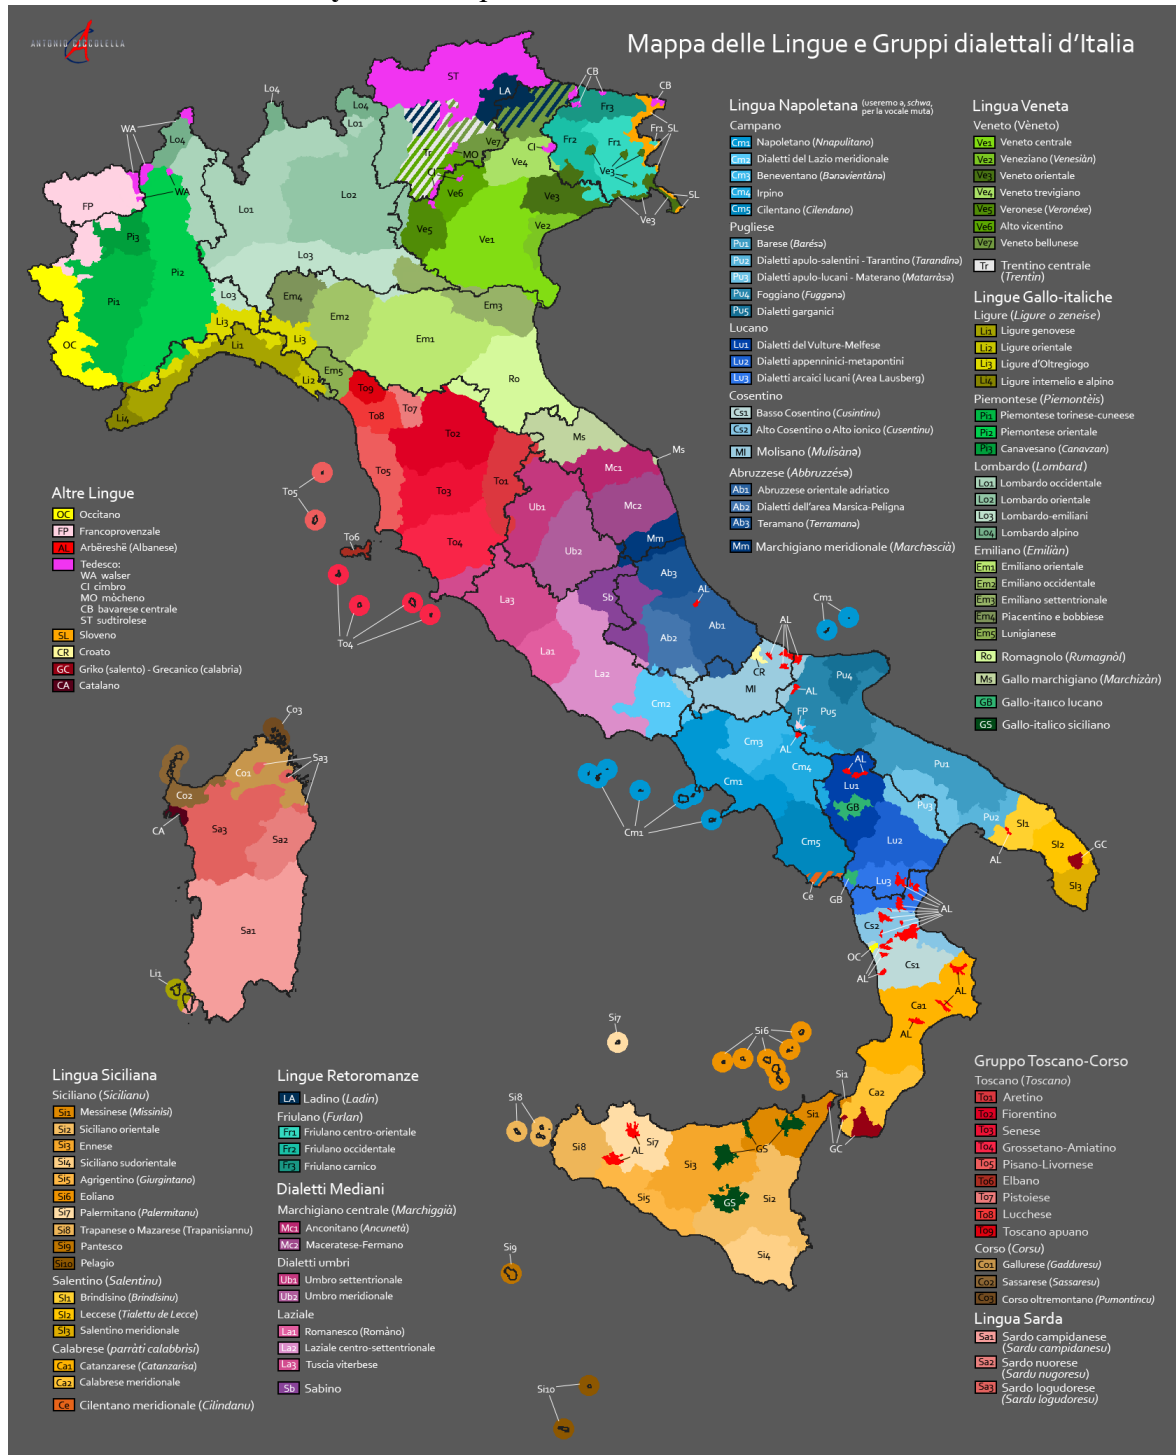 ANTONIO CICCOLELLA
Mappa delle Lingue e Gruppi dialettali d'Italia
Lingua Napoletana (useremo ə, schwa, per la vocale muta)
Campano
Cm1 Napoletano (Nnapulitano)
Cm2 Dialetti del Lazio meridionale
Cm3 Beneventano (Bənəvientànə)
Cm4 Irpino
Cm5 Cilentano (Cilendano)
Pugliese
Pu1 Barese (Barésə)
Pu2 Dialetti apulo-salentini - Tarantino (Tarandínə)
Pu3 Dialetti apulo-lucani - Materano (Matarràsə)
Pu4 Foggiano (Fuggənə)
Pu5 Dialetti garganici
Lucano
Lu1 Dialetti del Vulture-Melfese
Lu2 Dialetti appenninici-metapontini
Lu3 Dialetti arcaici lucani (Area Lausberg)
Cosentino
Cs1 Basso Cosentino (Cusintinu)
Cs2 Alto Cosentino o Alto ionico (Cusentinu)
MI Molisano (Mulisànə)
Abruzzese (Abbruzzésə)
Ab1 Abruzzese orientale adriatico
Ab2 Dialetti dell'area Marsica-Peligna
Ab3 Teramano (Terramanə)
Mm Marchigiano meridionale (Marchəscià)
Lingua Veneta
Veneto (Vèneto)
Ve1 Veneto centrale
Ve2 Veneziano (Venesiàn)
Ve3 Veneto orientale
Ve4 Veneto trevigiano
Ve5 Veronese (Veronéxe)
Ve6 Alto vicentino
Ve7 Veneto bellunese
Tr Trentino centrale
(Trentin)
Lingue Gallo-italiche
Ligure (Ligure o zeneise)
Li1 Ligure genovese
Li2 Ligure orientale
Li3 Ligure d'Oltregiogo
Li4 Ligure intemelio e alpino
Piemontese (Piemontèis)
Pi1 Piemontese torinese-cuneese
Pi2 Piemontese orientale
Pi3 Canavesano (Canavzan)
Lombardo (Lombard)
Lo1 Lombardo occidentale
Lo2 Lombardo orientale
Lo3 Lombardo-emiliani
Lo4 Lombardo alpino
Emiliano (Emiliàn)
Em1 Emiliano orientale
Em2 Emiliano occidentale
Em3 Emiliano settentrionale
Em4 Piacentino e bobbiese
Em5 Lunigianese
Ro Romagnolo (Rumagnòl)
Ms Gallo marchigiano (Marchizàn)
GB Gallo-italico lucano
GS Gallo-italico siciliano
Altre Lingue
OC Occitano
FP Francoprovenzale
AL Arbëreshë (Albanese)
Tedesco:
WA walser
CI cimbro
MO mòcheno
CB bavarese centrale
ST sudtirolese
SL Sloveno
CR Croato
GC Griko (salento) - Grecanico (calabria)
CA Catalano
Lingua Siciliana
Siciliano (Sicilianu)
Si1 Messinese (Missinisi)
Si2 Siciliano orientale
Si3 Ennese
Si4 Siciliano sudorientale
Si5 Agrigentino (Giurgintano)
Si6 Eoliano
Si7 Palermitano (Palermitanu)
Si8 Trapanese o Mazarese (Trapanisiannu)
Si9 Pantesco
Si10 Pelagio
Salentino (Salentinu)
Sl1 Brindisino (Brindisinu)
Sl2 Leccese (Tialettu de Lecce)
Sl3 Salentino meridionale
Calabrese (parràti calabbrìsi)
Ca1 Catanzarese (Catanzarisa)
Ca2 Calabrese meridionale
Ce Cilentano meridionale (Cilindanu)
Lingue Retoromanze
LA Ladino (Ladin)
Friulano (Furlan)
Fr1 Friulano centro-orientale
Fr2 Friulano occidentale
Fr3 Friulano carnico
Dialetti Mediani
Marchigiano centrale (Marchiggià)
Mc1 Anconitano (Ancunetà)
Mc2 Maceratese-Fermano
Dialetti umbri
Ub1 Umbro settentrionale
Ub2 Umbro meridionale
Laziale
La1 Romanesco (Romàno)
La2 Laziale centro-settentrionale
La3 Tuscia viterbese
Sb Sabino
Gruppo Toscano-Corso
Toscano (Toscano)
To1 Aretino
To2 Fiorentino
To3 Senese
To4 Grossetano-Amiatino
To5 Pisano-Livornese
To6 Elbano
To7 Pistoiese
To8 Lucchese
To9 Toscano apuano
Corso (Corsu)
Co1 Gallurese (Gadduresu)
Co2 Sassarese (Sassaresu)
Co3 Corso oltremontano (Pumontincu)
Lingua Sarda
Sa1 Sardo campidanese
(Sardu campidanesu)
Sa2 Sardo nuorese
(Sardu nugoresu)
Sa3 Sardo logudorese
(Sardu logudoresu)